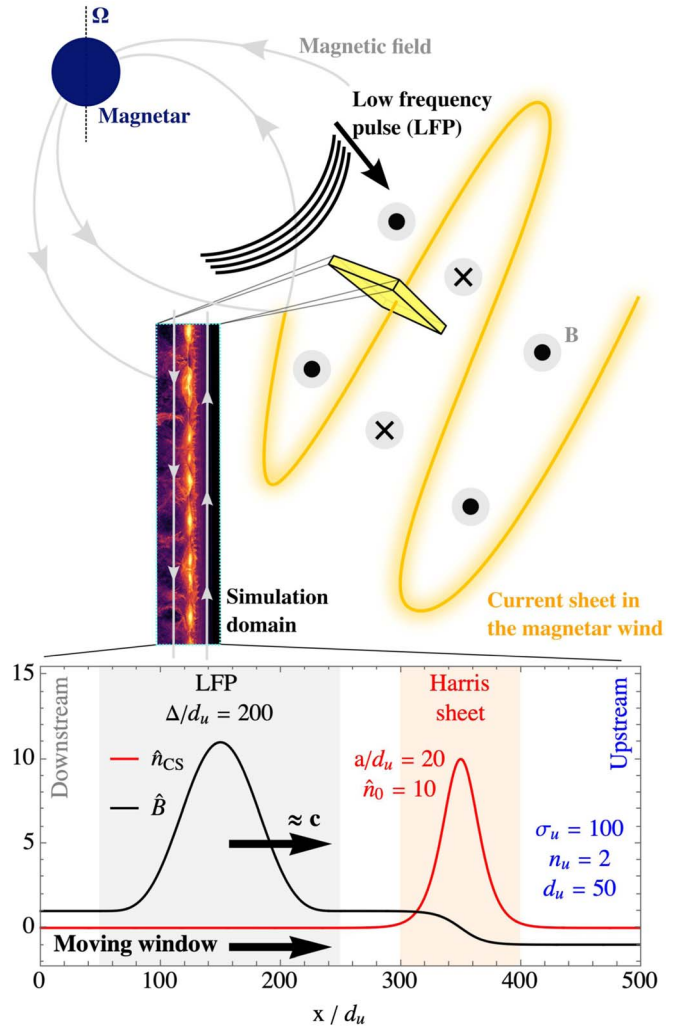 Ω
Magnetar
Magnetic field
Low frequency
pulse (LFP)
B
Simulation
domain
Current sheet in
the magnetar wind
15
10
5
0
Downstream
LFP
Δ/d_u = 200
n̂_CS
B̂
≈ c
Moving window
Harris
sheet
a/d_u = 20
n̂_0 = 10
Upstream
σ_u = 100
n_u = 2
d_u = 50
0 100 200 300 400 500
x / d_u